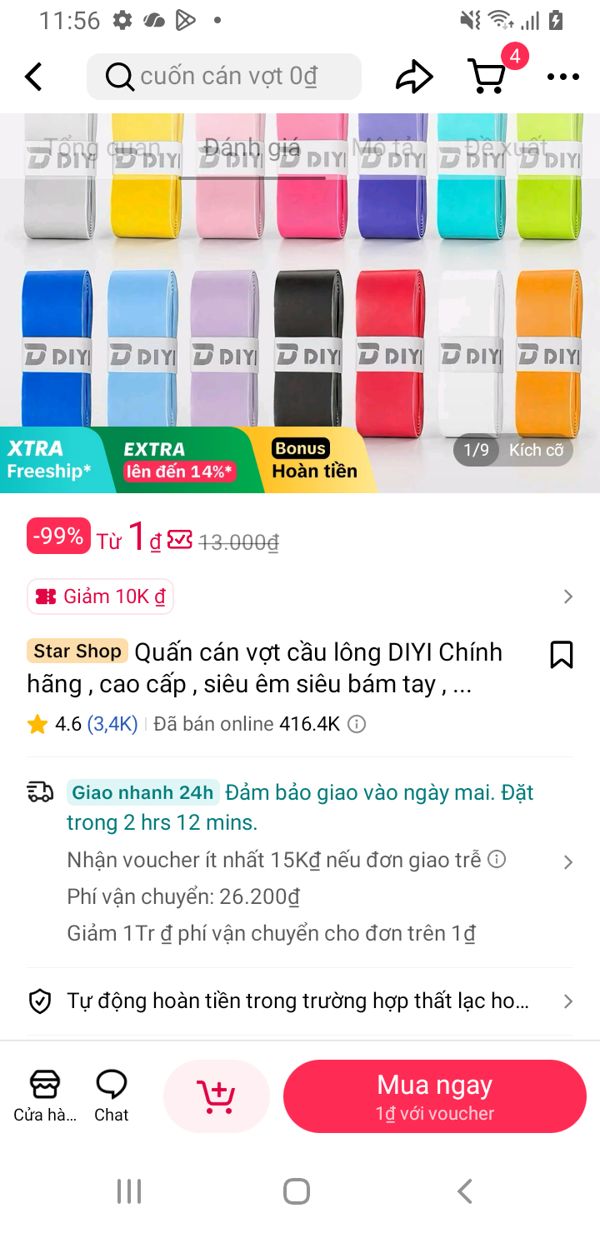 11:56
cuốn cán vợt 0₫
4
Tổng quan Đánh giá Mô tả Đề xuất
DIYI DIYI DIYI DIYI DIYI DIYI DIYI
DIYI DIYI DIYI DIYI DIYI DIYI DIYI
XTRA Freeship*
EXTRA lên đến 14%*
Bonus Hoàn tiền
1/9 Kích cỡ
-99% Từ 1₫ 13.000₫
Giảm 10K ₫
Star Shop Quấn cán vợt cầu lông DIYI Chính
hãng , cao cấp , siêu êm siêu bám tay , ...
4.6 (3,4K) Đã bán online 416.4K
Giao nhanh 24h Đảm bảo giao vào ngày mai. Đặt
trong 2 hrs 12 mins.
Nhận voucher ít nhất 15K₫ nếu đơn giao trễ
Phí vận chuyển: 26.200₫
Giảm 1Tr ₫ phí vận chuyển cho đơn trên 1₫
Tự động hoàn tiền trong trường hợp thất lạc ho...
Cửa hà... Chat
Mua ngay
1₫ với voucher